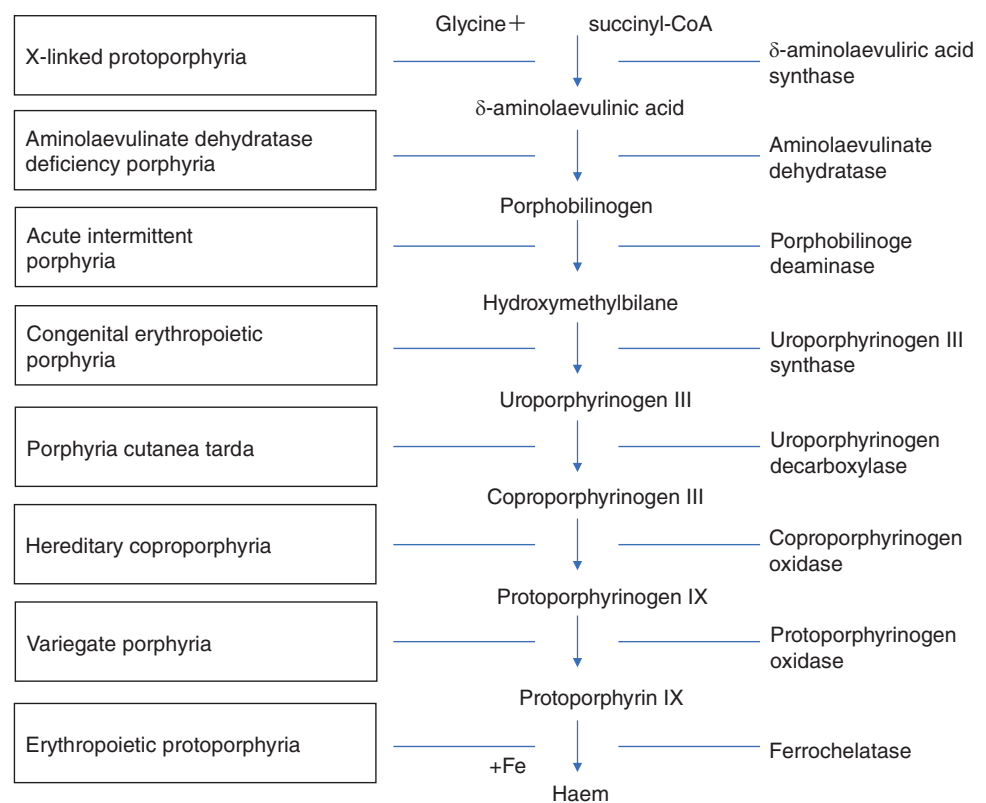 Glycine+ succinyl-CoA
X-linked protoporphyria
δ-aminolaevuliric acid
synthase
δ-aminolaevulinic acid
Aminolaevulinate dehydratase
deficiency porphyria
Aminolaevulinate
dehydratase
Porphobilinogen
Acute intermittent
porphyria
Porphobilinoge
deaminase
Hydroxymethylbilane
Congenital erythropoietic
porphyria
Uroporphyrinogen III
synthase
Uroporphyrinogen III
Porphyria cutanea tarda
Uroporphyrinogen
decarboxylase
Coproporphyrinogen III
Hereditary coproporphyria
Coproporphyrinogen
oxidase
Protoporphyrinogen IX
Variegate porphyria
Protoporphyrinogen
oxidase
Protoporphyrin IX
Erythropoietic protoporphyria
Ferrochelatase
+Fe
Haem